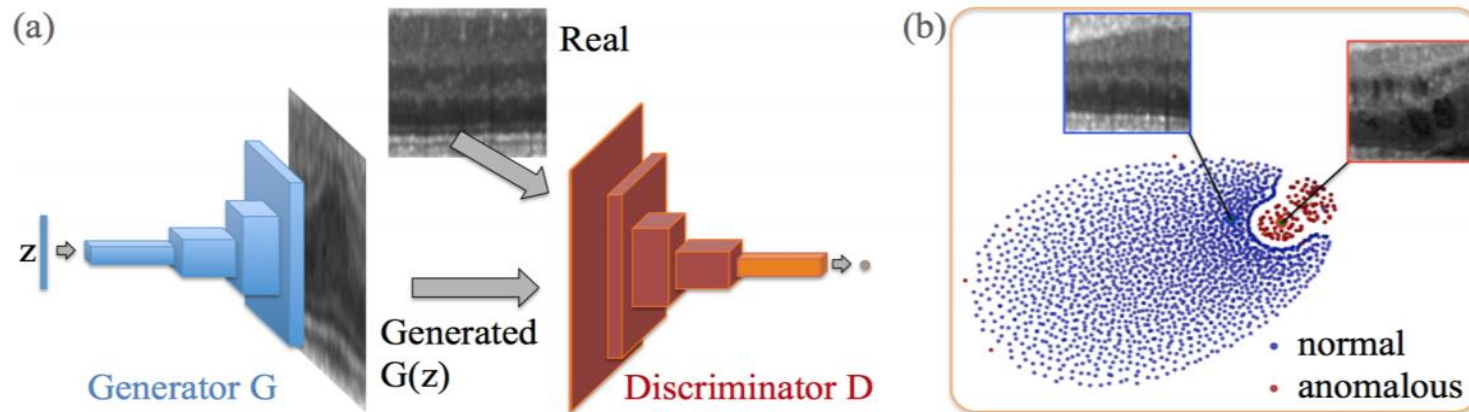 (a)
Real
z
Generated
G(z)
Generator G
Discriminator D
(b)
normal
anomalous